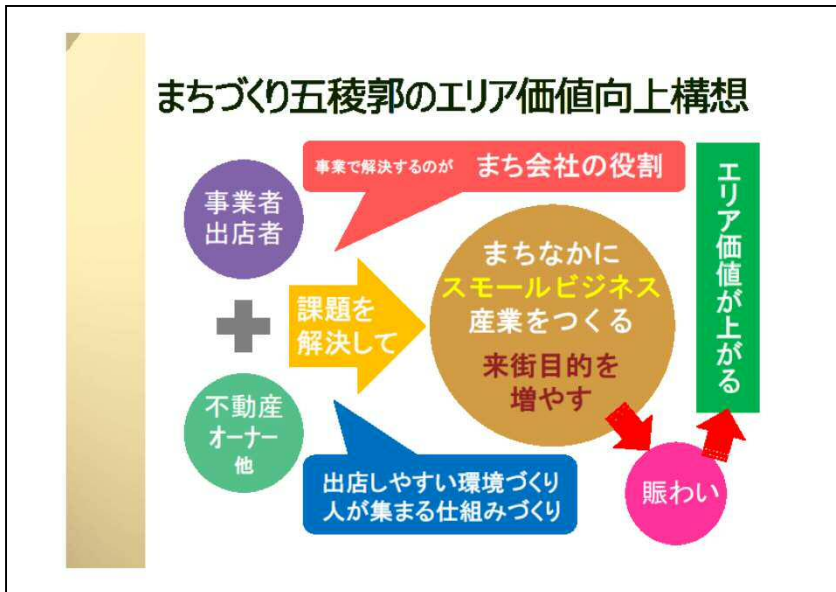 まちづくり五稜郭のエリア価値向上構想
事業で解決するのが まち会社の役割
事業者
出店者
課題を
解決して
不動産
オーナー
他
出店しやすい環境づくり
人が集まる仕組みづくり
まちなかに
スモールビジネス
産業をつくる
来街目的を
増やす
賑わい
エリア価値が上がる